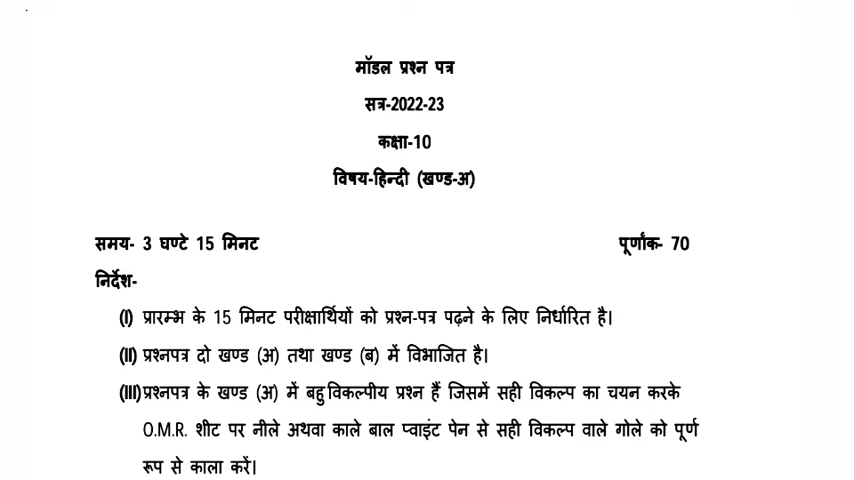 मॉडल प्रश्न पत्र
सत्र-2022-23
कक्षा-10
विषय-हिन्दी (खण्ड-अ)
समय- 3 घण्टे 15 मिनट पूर्णांक- 70
निर्देश-
(I) प्रारम्भ के 15 मिनट परीक्षार्थियों को प्रश्न-पत्र पढ़ने के लिए निर्धारित है।
(II) प्रश्नपत्र दो खण्ड (अ) तथा खण्ड (ब) में विभाजित है।
(III) प्रश्नपत्र के खण्ड (अ) में बहुविकल्पीय प्रश्न हैं जिसमें सही विकल्प का चयन करके
O.M.R. शीट पर नीले अथवा काले बाल प्वाइंट पेन से सही विकल्प वाले गोले को पूर्ण
रूप से काला करें।